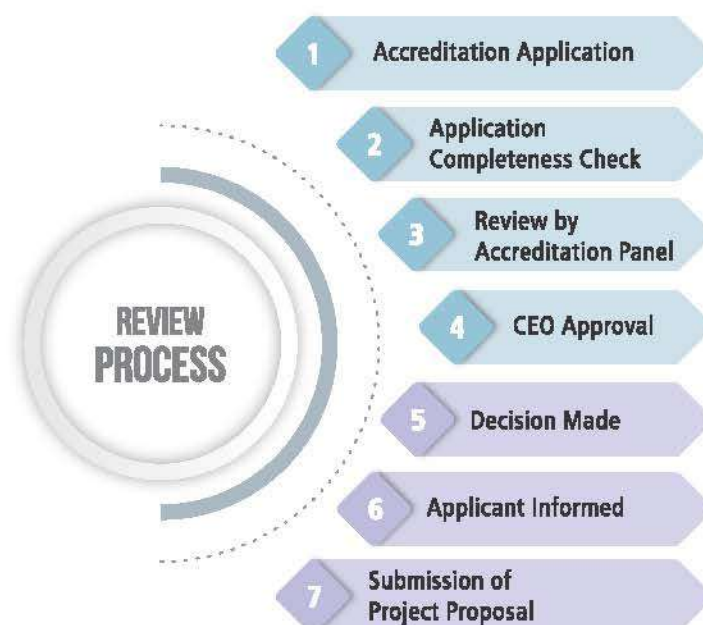 REVIEW
PROCESS
1
Accreditation Application
2
Application
Completeness Check
3
Review by
Accreditation Panel
4
CEO Approval
5
Decision Made
6
Applicant Informed
7
Submission of
Project Proposal